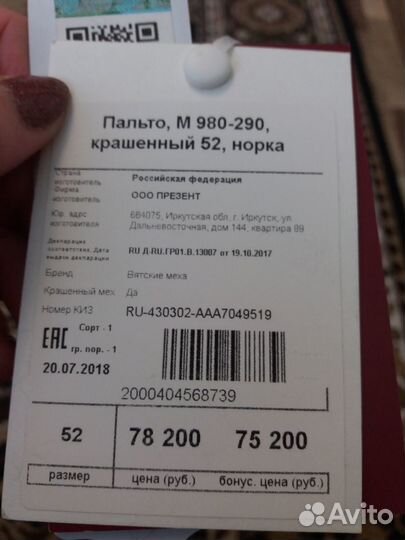 Пальто, М 980-290,
крашенный 52, норка
Страна изготовитель Российская федерация
Фирма изготовитель ООО ПРЕЗЕНТ
Юр. адрес 664075, Иркутская обл, г. Иркутск, ул
Дальневосточная, дом 144, квартира 89
Декларация соответствия, Дата выдачи декларации RU Д-RU.ГР01.В.13087 от 19.10.2017
Бренд Вятские меха
Крашенный мех Да
Номер КИЗ RU-430302-AAA7049519
EAC Сорт - 1
гр. пор. - 1
20.07.2018
2000404568739
52 78 200 75 200
размер цена (руб.) бонус. цена (руб.)
Avito